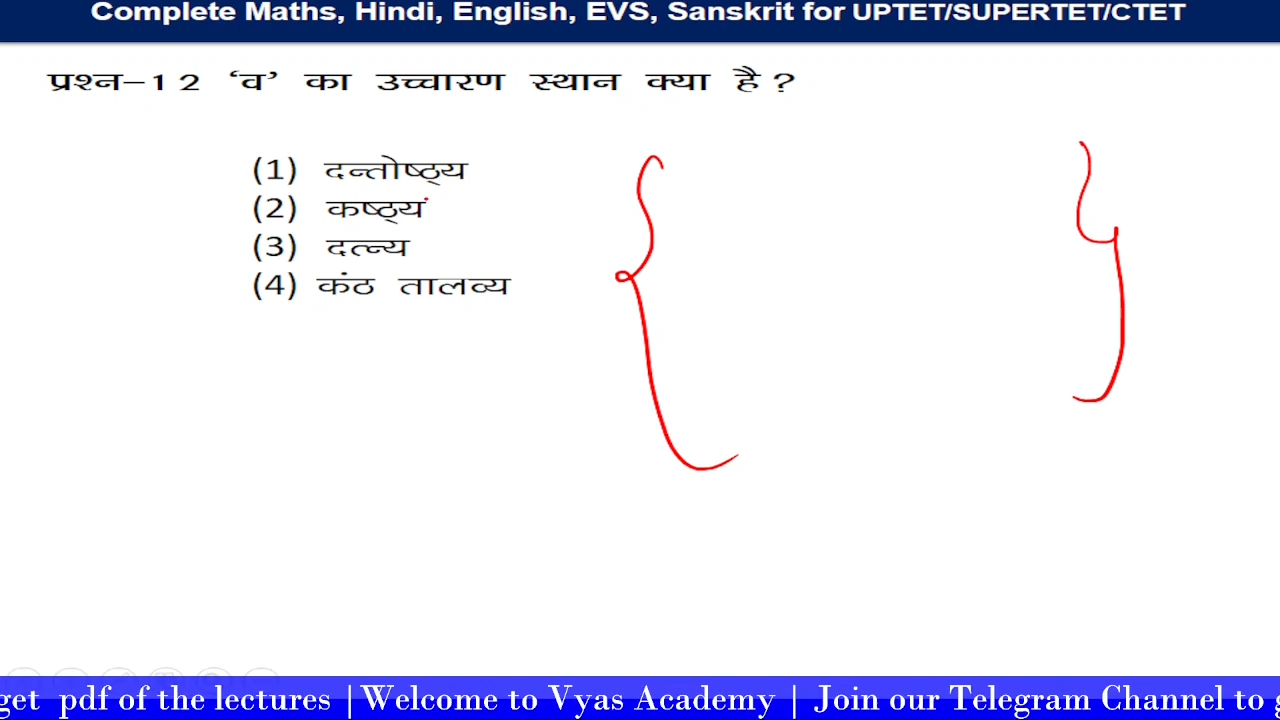 Complete Maths, Hindi, English, EVS, Sanskrit for UPTET/SUPERTET/CTET
प्रश्न–12 ‘व’ का उच्चारण स्थान क्या है?
(1) दन्तोष्ठ्य
(2) कष्ठ्य
(3) दत्न्य
(4) कंठ तालव्य
get pdf of the lectures | Welcome to Vyas Academy | Join our Telegram Channel to g